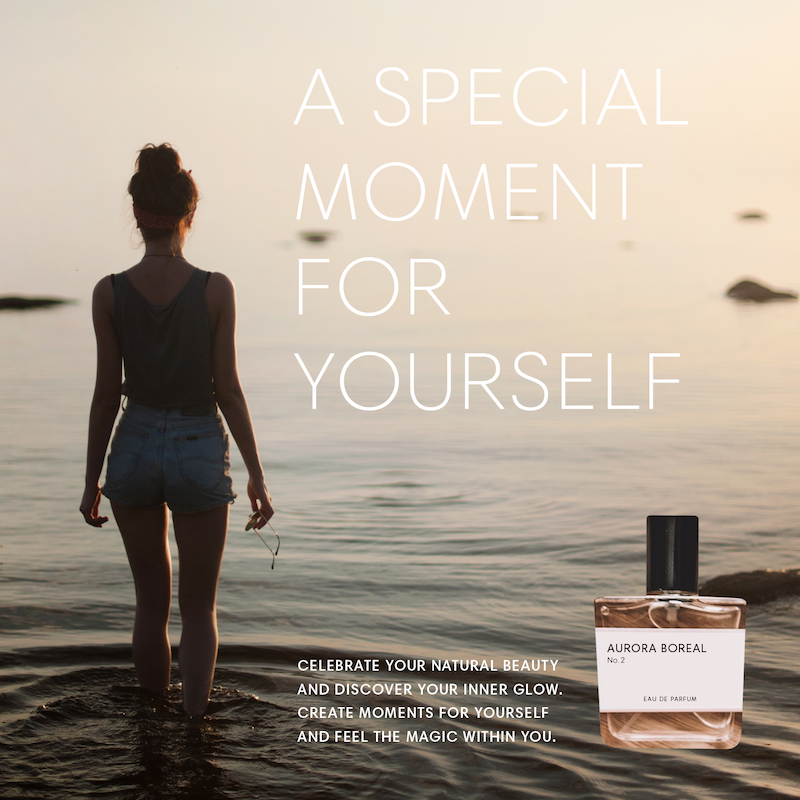 A SPECIAL
MOMENT
FOR
YOURSELF
CELEBRATE YOUR NATURAL BEAUTY
AND DISCOVER YOUR INNER GLOW.
CREATE MOMENTS FOR YOURSELF
AND FEEL THE MAGIC WITHIN YOU.
AURORA BOREAL
No.2
EAU DE PARFUM